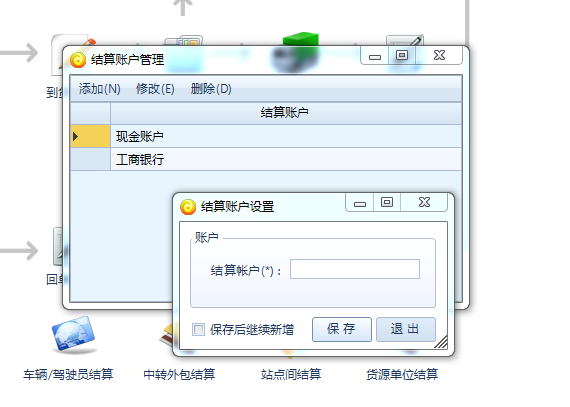 结算账户管理
添加(N) 修改(E) 删除(D)
结算账户
现金账户
工商银行
结算账户设置
账户
结算帐户(*)：
保存后继续新增 保存 退出
车辆/驾驶员结算 中转外包结算 站点间结算 货源单位结算